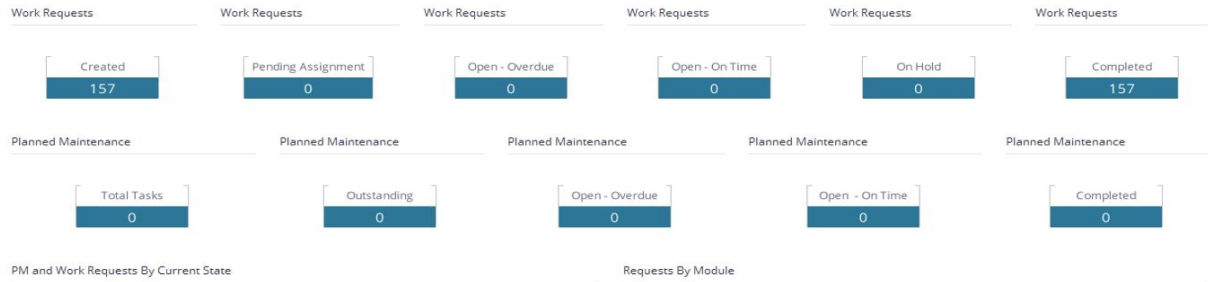 Work Requests Work Requests Work Requests Work Requests Work Requests Work Requests
Created Pending Assignment Open - Overdue Open - On Time On Hold Completed
157 0 0 0 0 157
Planned Maintenance Planned Maintenance Planned Maintenance Planned Maintenance Planned Maintenance
Total Tasks Outstanding Open - Overdue Open - On Time Completed
0 0 0 0 0
PM and Work Requests By Current State Requests By Module